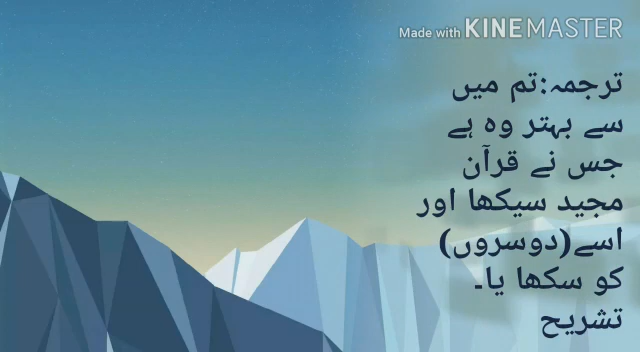 Made with KINEMASTER
ترجمہ:تم میں
سے بہتر وہ ہے
جس نے قرآن
مجید سیکھا اور
اسے(دوسروں)
کو سکھا یا۔
تشریح